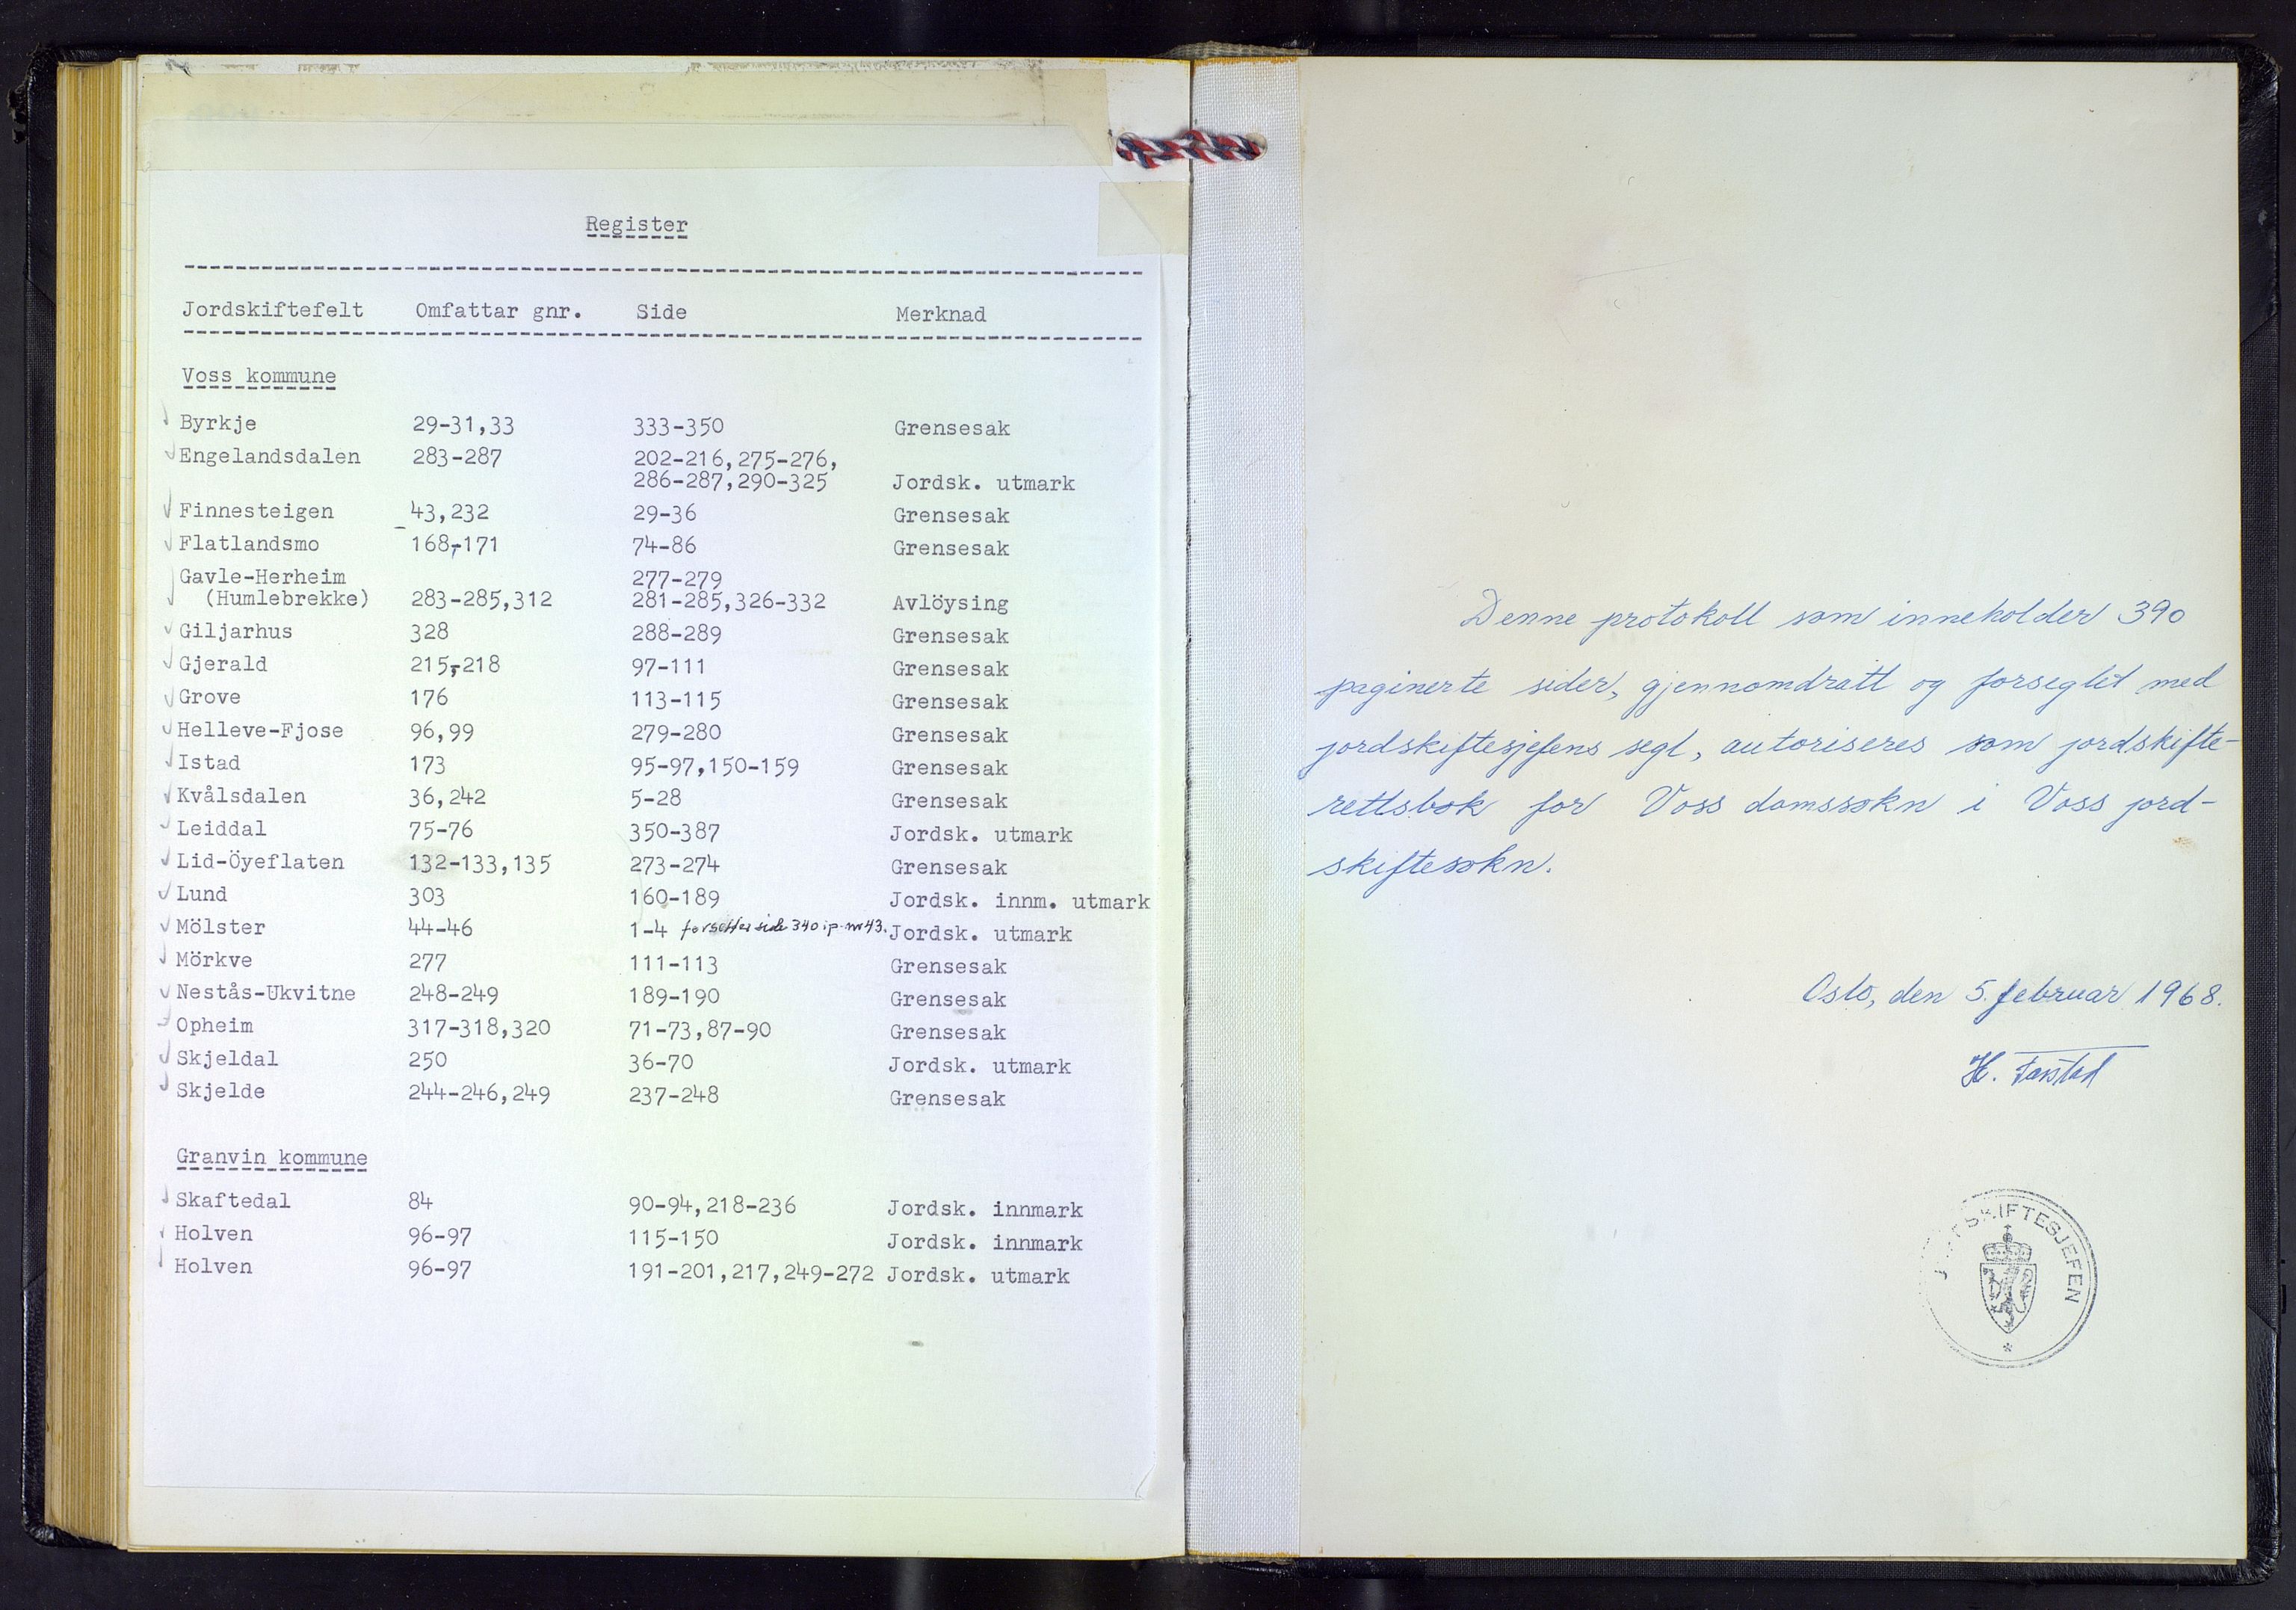 Register
Jordskiftefelt Omfattar gnr. Side Merknad
Voss kommune
Byrkje 29-31,33 333-350 Grensesak
Engelandsdalen 283-287 202-216,275-276,
286-287,290-325 Jordsk. utmark
Finnesteigen 43,232 29-36 Grensesak
Flatlandsmo 168,-171 74-86 Grensesak
Gavle-Herheim 277-279
(Humlebrekke) 283-285,312 281-285,326-332 Avlöysing
Giljarhus 328 288-289 Grensesak
Gjerald 215,-218 97-111 Grensesak
Grove 176 113-115 Grensesak
Helleve-Fjose 96,99 279-280 Grensesak
Istad 173 95-97,150-159 Grensesak
Kvålsdalen 36,242 5-28 Grensesak
Leiddal 75-76 350-387 Jordsk. utmark
Lid-Öyeflaten 132-133,135 273-274 Grensesak
Lund 303 160-189 Jordsk. innm. utmark
Mölster 44-46 1-4 forsetter side 340 i p. nr 43. Jordsk. utmark
Mörkve 277 111-113 Grensesak
Nestås-Ukvitne 248-249 189-190 Grensesak
Opheim 317-318,320 71-73,87-90 Grensesak
Skjeldal 250 36-70 Jordsk. utmark
Skjelde 244-246,249 237-248 Grensesak
Granvin kommune
Skaftedal 84 90-94,218-236 Jordsk. innmark
Holven 96-97 115-150 Jordsk. innmark
Holven 96-97 191-201,217,249-272 Jordsk. utmark
Denne protokoll som inneholder 390
paginerte sider, gjennomdratt og forseglet med
jordskiftesjefens segl, autoriseres som jordskifte-
rettsbok for Voss domssokn i Voss jord-
skiftesokn.
Oslo, den 5. februar 1968.
H.
JORDSKIFTESJEFEN